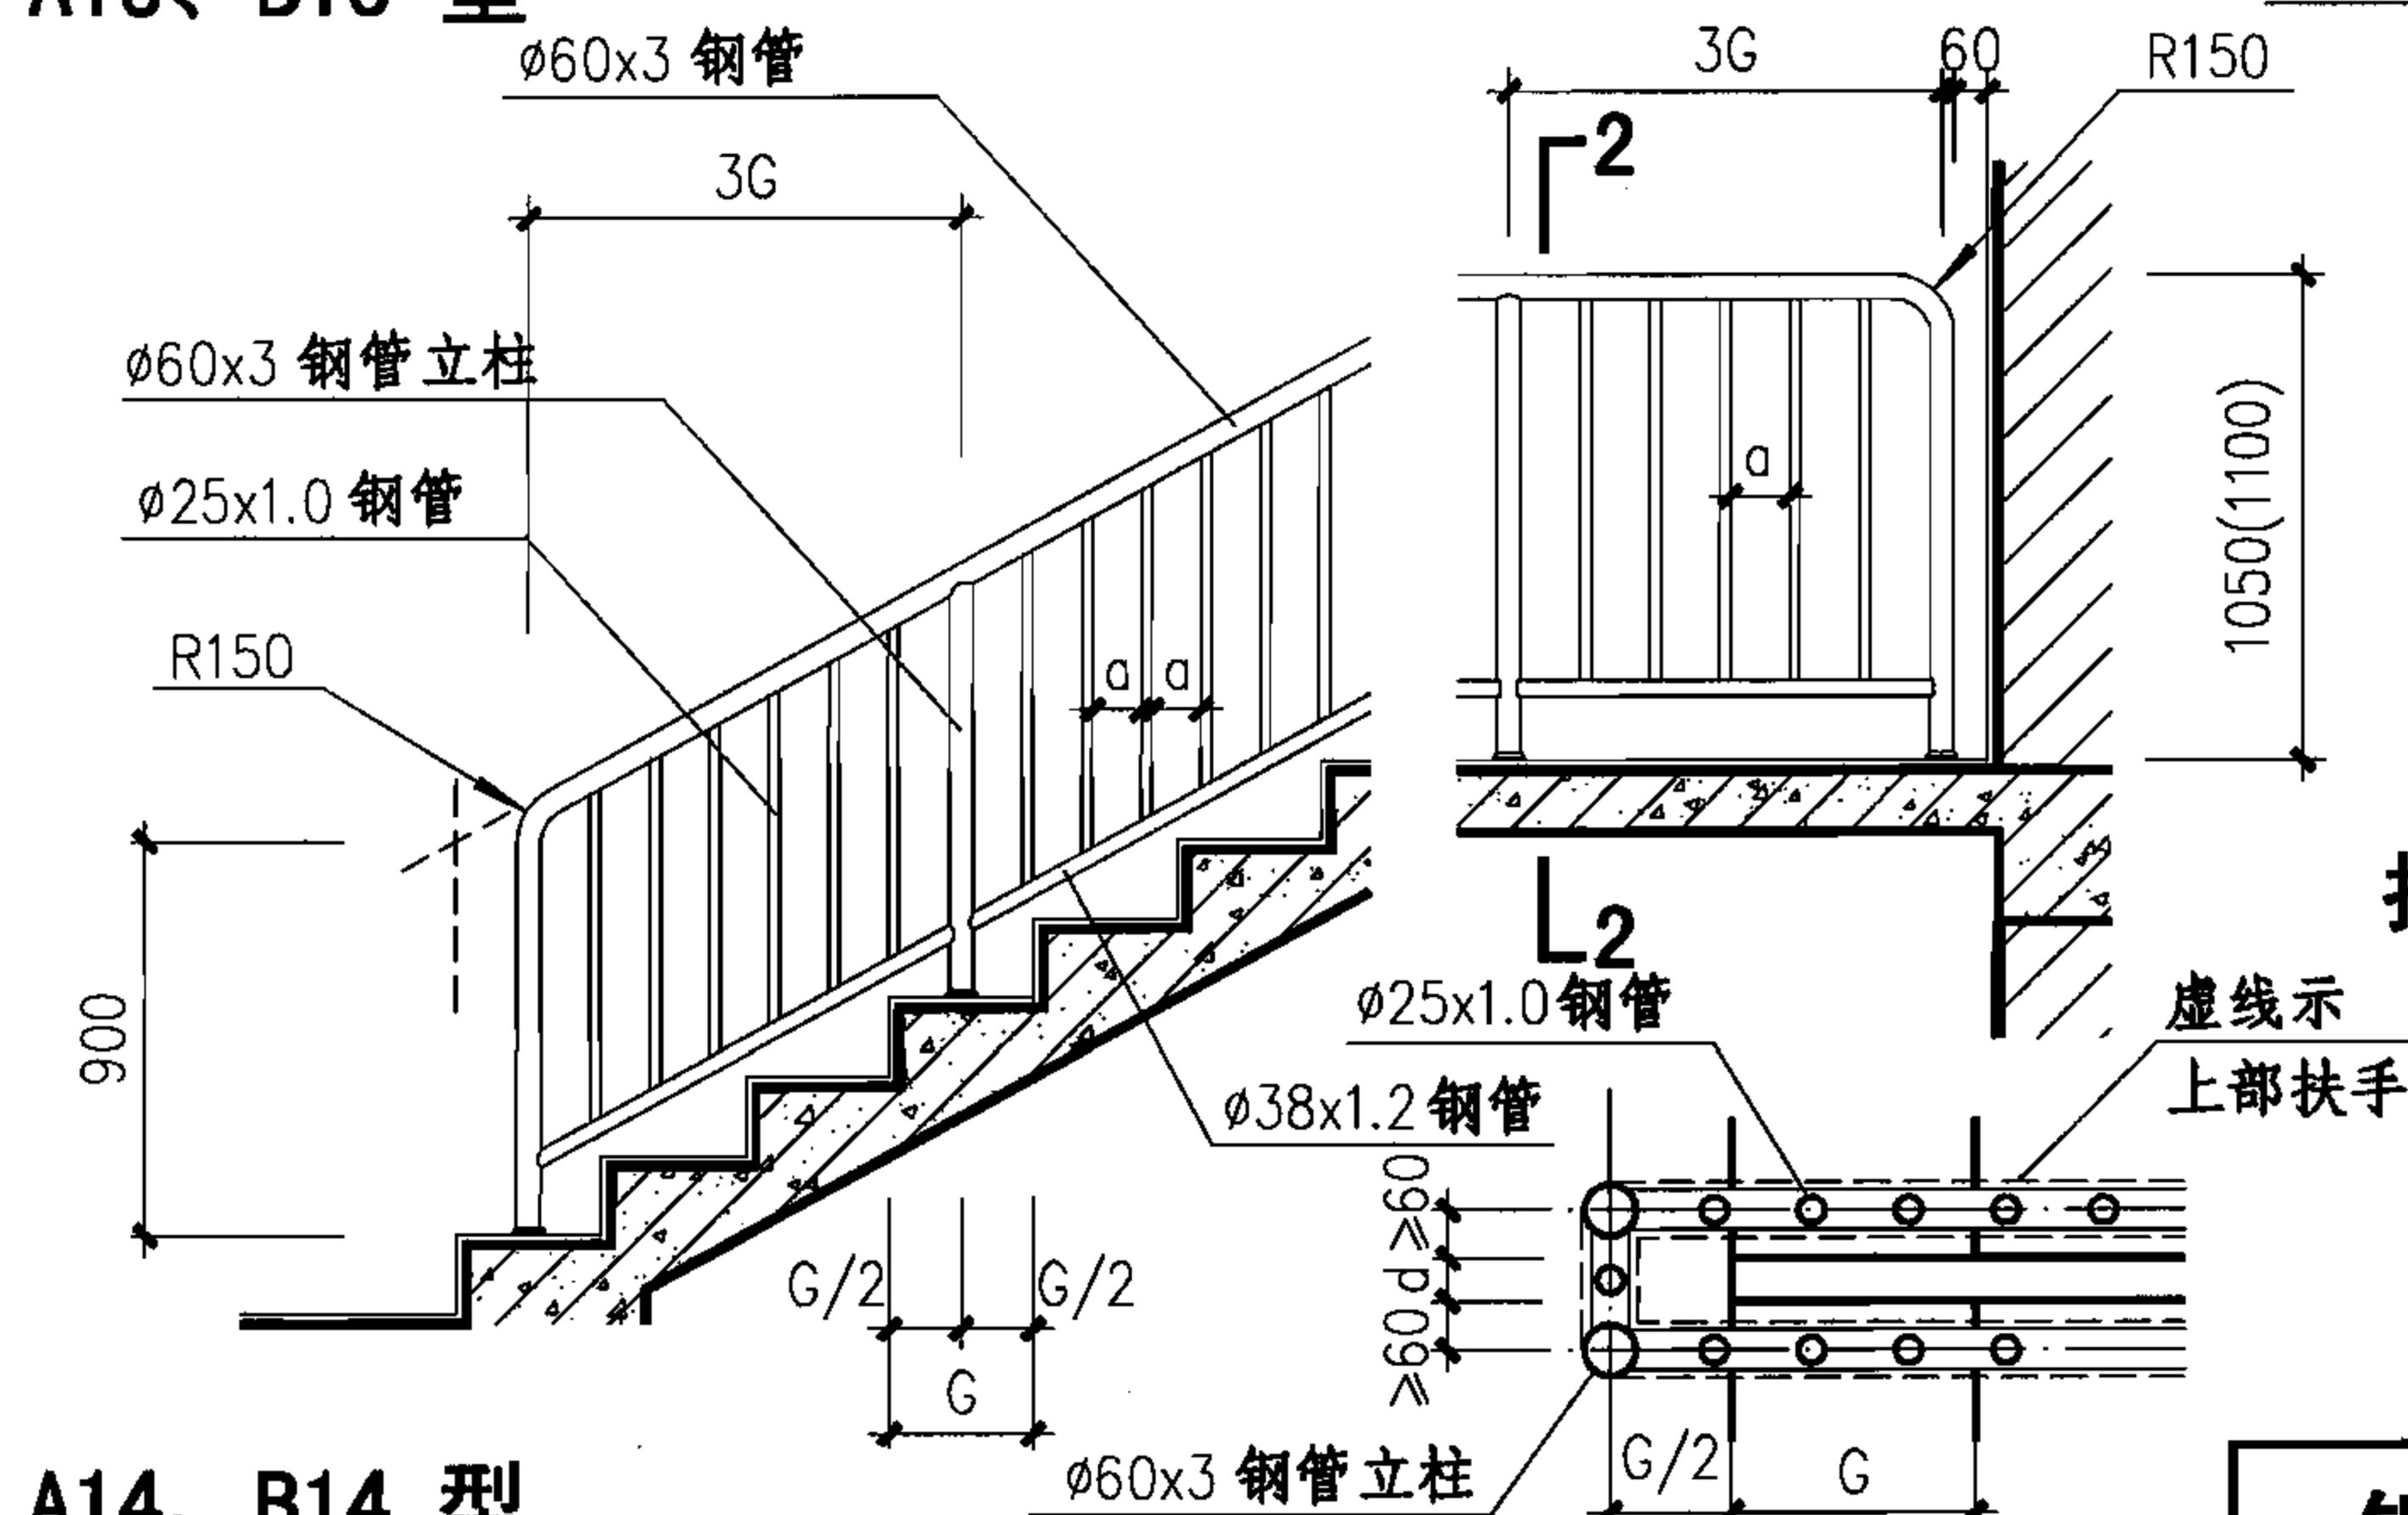 ø60x3 钢管
3G
ø60x3 钢管立柱
ø25x1.0 钢管
R150
900
a a
G/2 G/2
G
ø38x1.2 钢管
A14、B14 型
3G 60
R150
2
a
1050(1100)
2
ø25x1.0 钢管
虚线示
上部扶手
≥60 d ≥60
G/2 G
ø60x3 钢管立柱